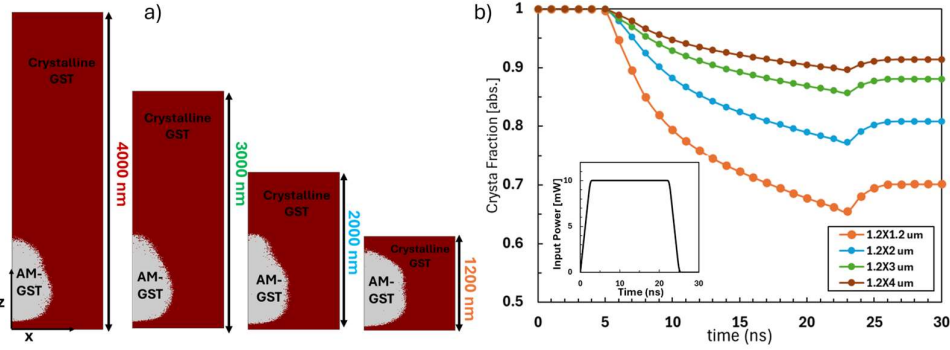 a)
Crystalline
GST
AM-
GST
4000 nm
z
x
Crystalline
GST
AM-
GST
3000 nm
Crystalline
GST
AM-
GST
2000 nm
Crystalline
GST
AM-
GST
1200 nm
b)
Crysta Fraction [abs.]
1
0.9
0.8
0.7
0.6
0.5
0 5 10 15 20 25 30
time (ns)
Input Power [mW]
10
5
0
0 10 20 30
Time (ns)
1.2X1.2 um
1.2X2 um
1.2X3 um
1.2X4 um